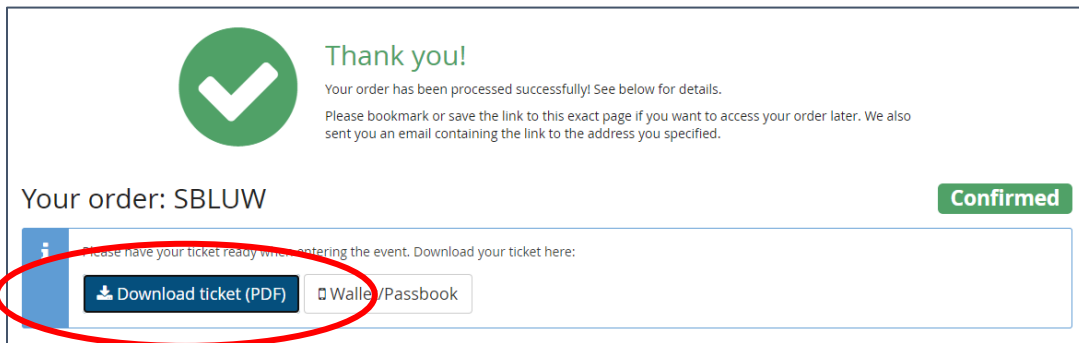 Thank you!
Your order has been processed successfully! See below for details.
Please bookmark or save the link to this exact page if you want to access your order later. We also
sent you an email containing the link to the address you specified.
Your order: SBLUW
Confirmed
Please have your ticket ready when entering the event. Download your ticket here:
Download ticket (PDF)
Wallet/Passbook